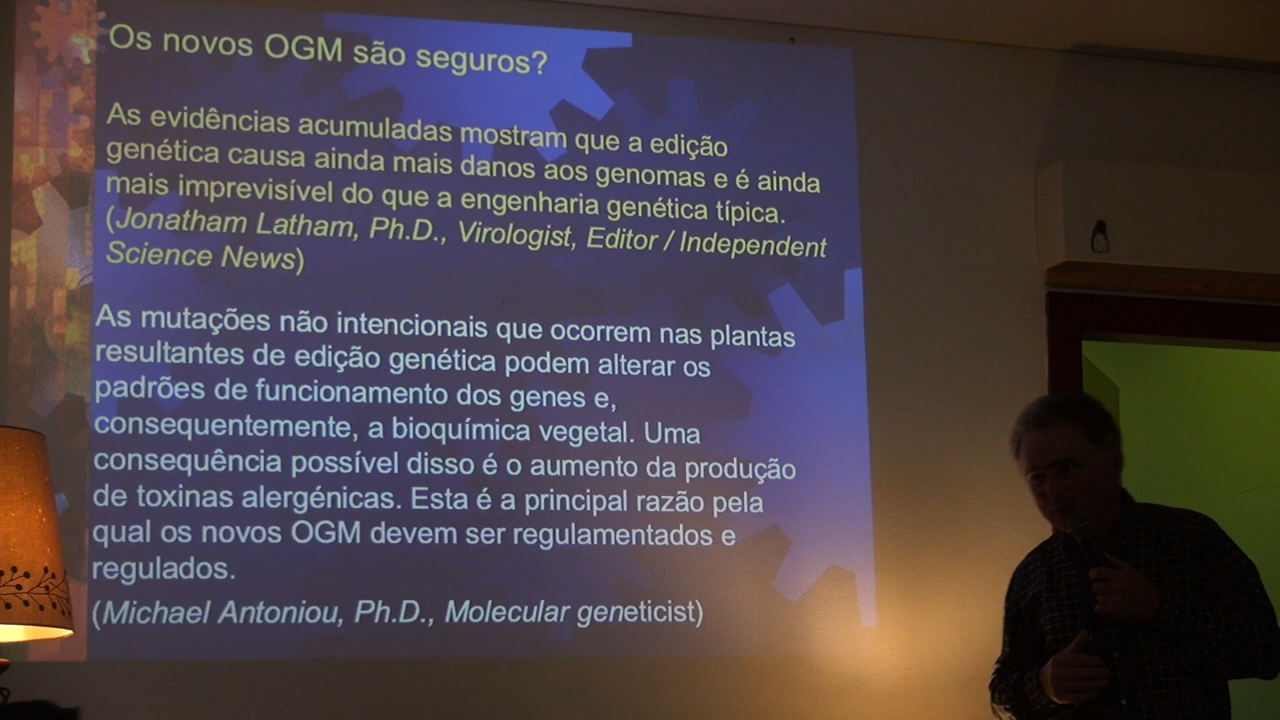 Os novos OGM são seguros?
As evidências acumuladas mostram que a edição
genética causa ainda mais danos aos genomas e é ainda
mais imprevisível do que a engenharia genética típica.
(Jonatham Latham, Ph.D., Virologist, Editor / Independent
Science News)
As mutações não intencionais que ocorrem nas plantas
resultantes de edição genética podem alterar os
padrões de funcionamento dos genes e,
consequentemente, a bioquímica vegetal. Uma
consequência possível disso é o aumento da produção
de toxinas alergénicas. Esta é a principal razão pela
qual os novos OGM devem ser regulamentados e
regulados.
(Michael Antoniou, Ph.D., Molecular geneticist)